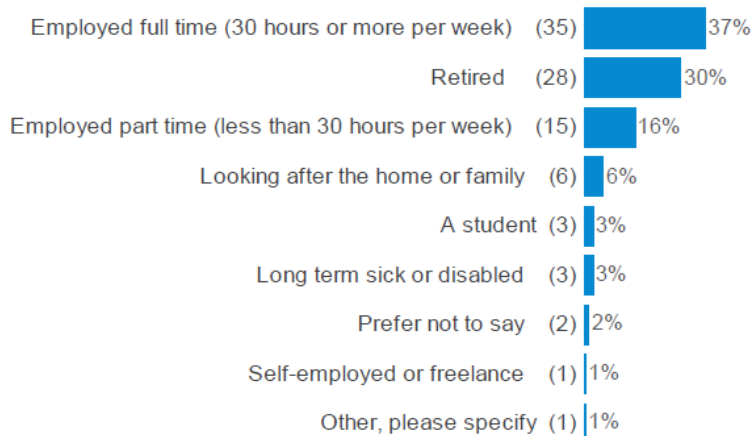 Employed full time (30 hours or more per week) (35) 37%
Retired (28) 30%
Employed part time (less than 30 hours per week) (15) 16%
Looking after the home or family (6) 6%
A student (3) 3%
Long term sick or disabled (3) 3%
Prefer not to say (2) 2%
Self-employed or freelance (1) 1%
Other, please specify (1) 1%